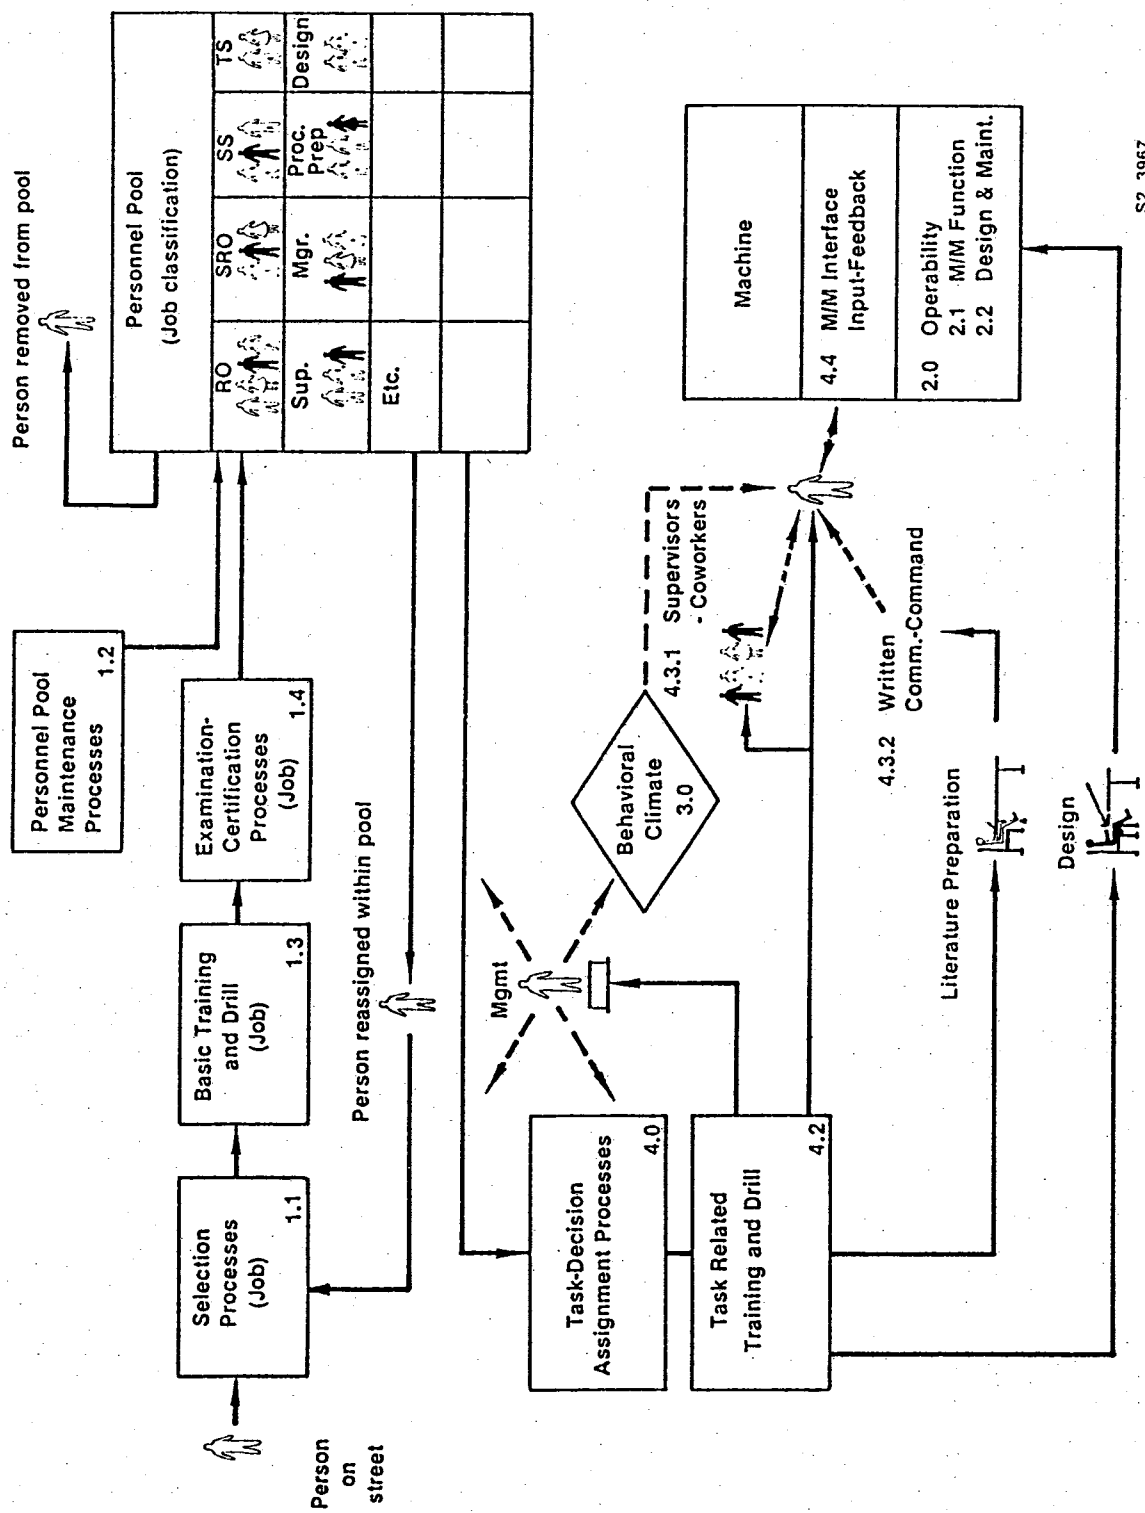 Person
on
street
Selection
Processes
(Job)
1.1
Basic Training
and Drill
(Job)
1.3
Examination-
Certification
Processes
(Job)
1.4
Personnel Pool
Maintenance
Processes
1.2
Person removed from pool
Personnel Pool
(Job classification)
RO
SRO
SS
TS
Sup.
Mgr.
Proc.
Prep
Design
Etc.
Person reassigned within pool
Task-Decision
Assignment Processes
4.0
Task Related
Training and Drill
4.2
Mgmt
Behavioral
Climate
3.0
4.3.1 Supervisors
- Coworkers
4.3.2 Written
Comm.-Command
Literature Preparation
Design
Machine
4.4 M/M Interface
Input-Feedback
2.0 Operability
2.1 M/M Function
2.2 Design & Maint.
S2 3967